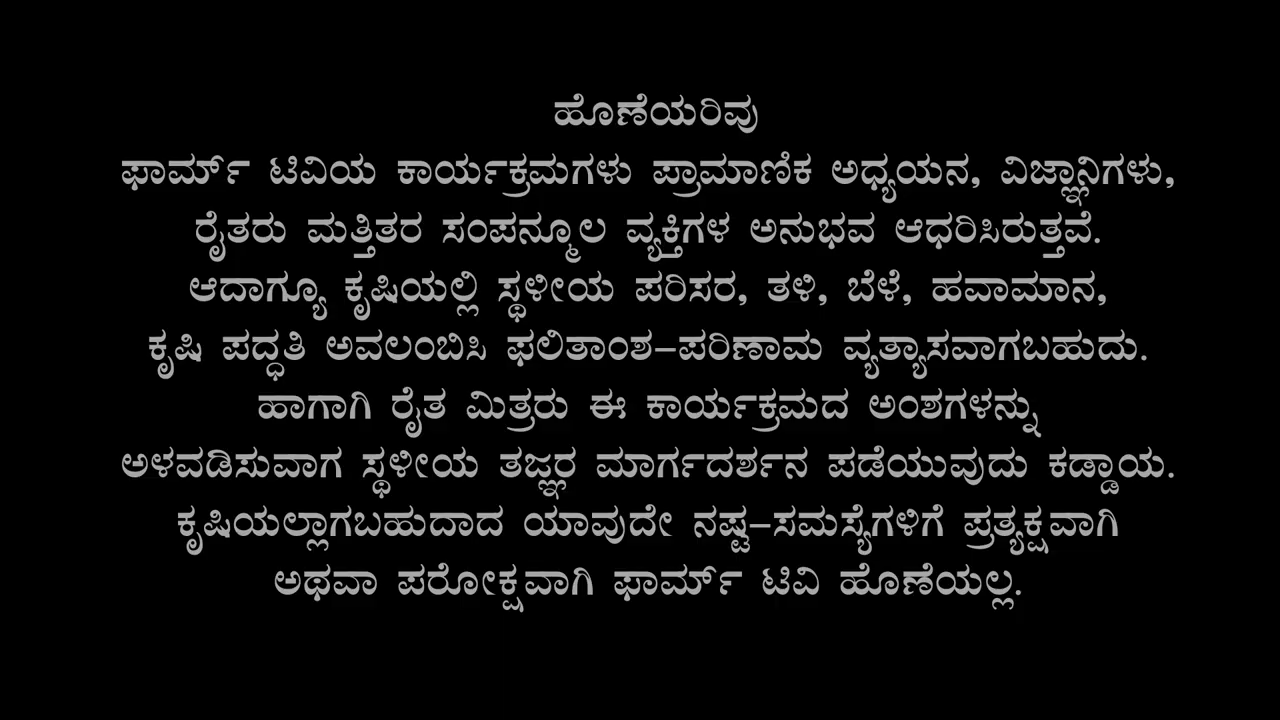 ಹೊಣೆಯರಿವು
ಫಾರ್ಮ್ ಟಿವಿಯ ಕಾರ್ಯಕ್ರಮಗಳು ಪ್ರಾಮಾಣಿಕ ಅಧ್ಯಯನ, ವಿಜ್ಞಾನಿಗಳು,
ರೈತರು ಮತ್ತಿತರ ಸಂಪನ್ಮೂಲ ವ್ಯಕ್ತಿಗಳ ಅನುಭವ ಆಧರಿಸಿರುತ್ತವೆ.
ಆದಾಗ್ಯೂ ಕೃಷಿಯಲ್ಲಿ ಸ್ಥಳೀಯ ಪರಿಸರ, ತಳಿ, ಬೆಳೆ, ಹವಾಮಾನ,
ಕೃಷಿ ಪದ್ಧತಿ ಅವಲಂಬಿಸಿ ಫಲಿತಾಂಶ-ಪರಿಣಾಮ ವ್ಯತ್ಯಾಸವಾಗಬಹುದು.
ಹಾಗಾಗಿ ರೈತ ಮಿತ್ರರು ಈ ಕಾರ್ಯಕ್ರಮದ ಅಂಶಗಳನ್ನು
ಅಳವಡಿಸುವಾಗ ಸ್ಥಳೀಯ ತಜ್ಞರ ಮಾರ್ಗದರ್ಶನ ಪಡೆಯುವುದು ಕಡ್ಡಾಯ.
ಕೃಷಿಯಲ್ಲಾಗಬಹುದಾದ ಯಾವುದೇ ನಷ್ಟ-ಸಮಸ್ಯೆಗಳಿಗೆ ಪ್ರತ್ಯಕ್ಷವಾಗಿ
ಅಥವಾ ಪರೋಕ್ಷವಾಗಿ ಫಾರ್ಮ್ ಟಿವಿ ಹೊಣೆಯಲ್ಲ.